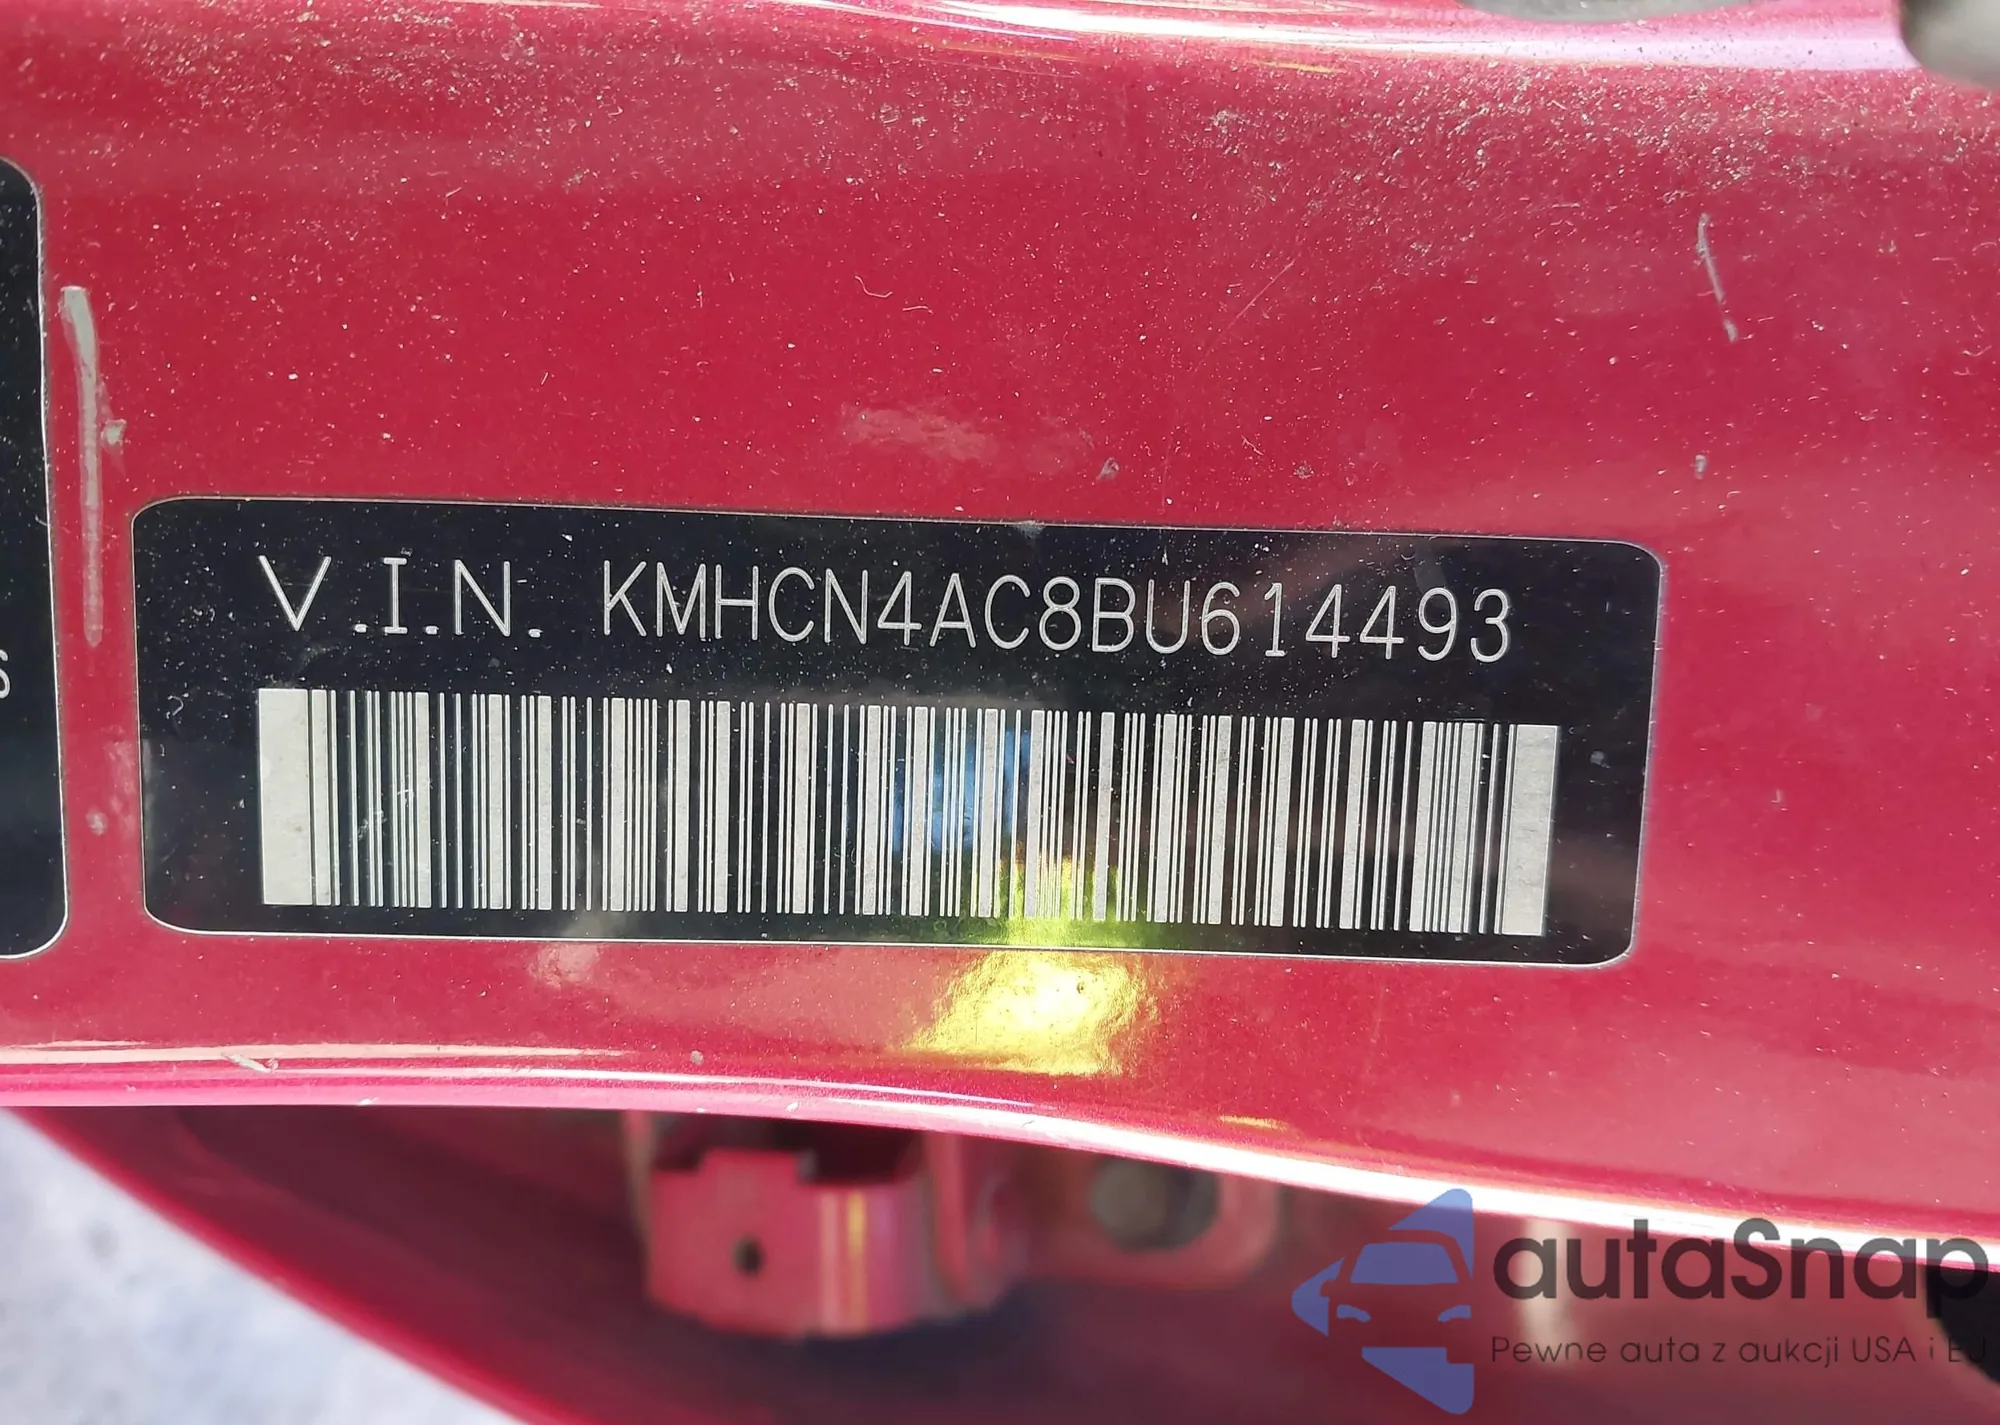 V.I.N. KMHCN4AC8BU614493
S
autaSnap
Pewne auta z aukcji USA i EU